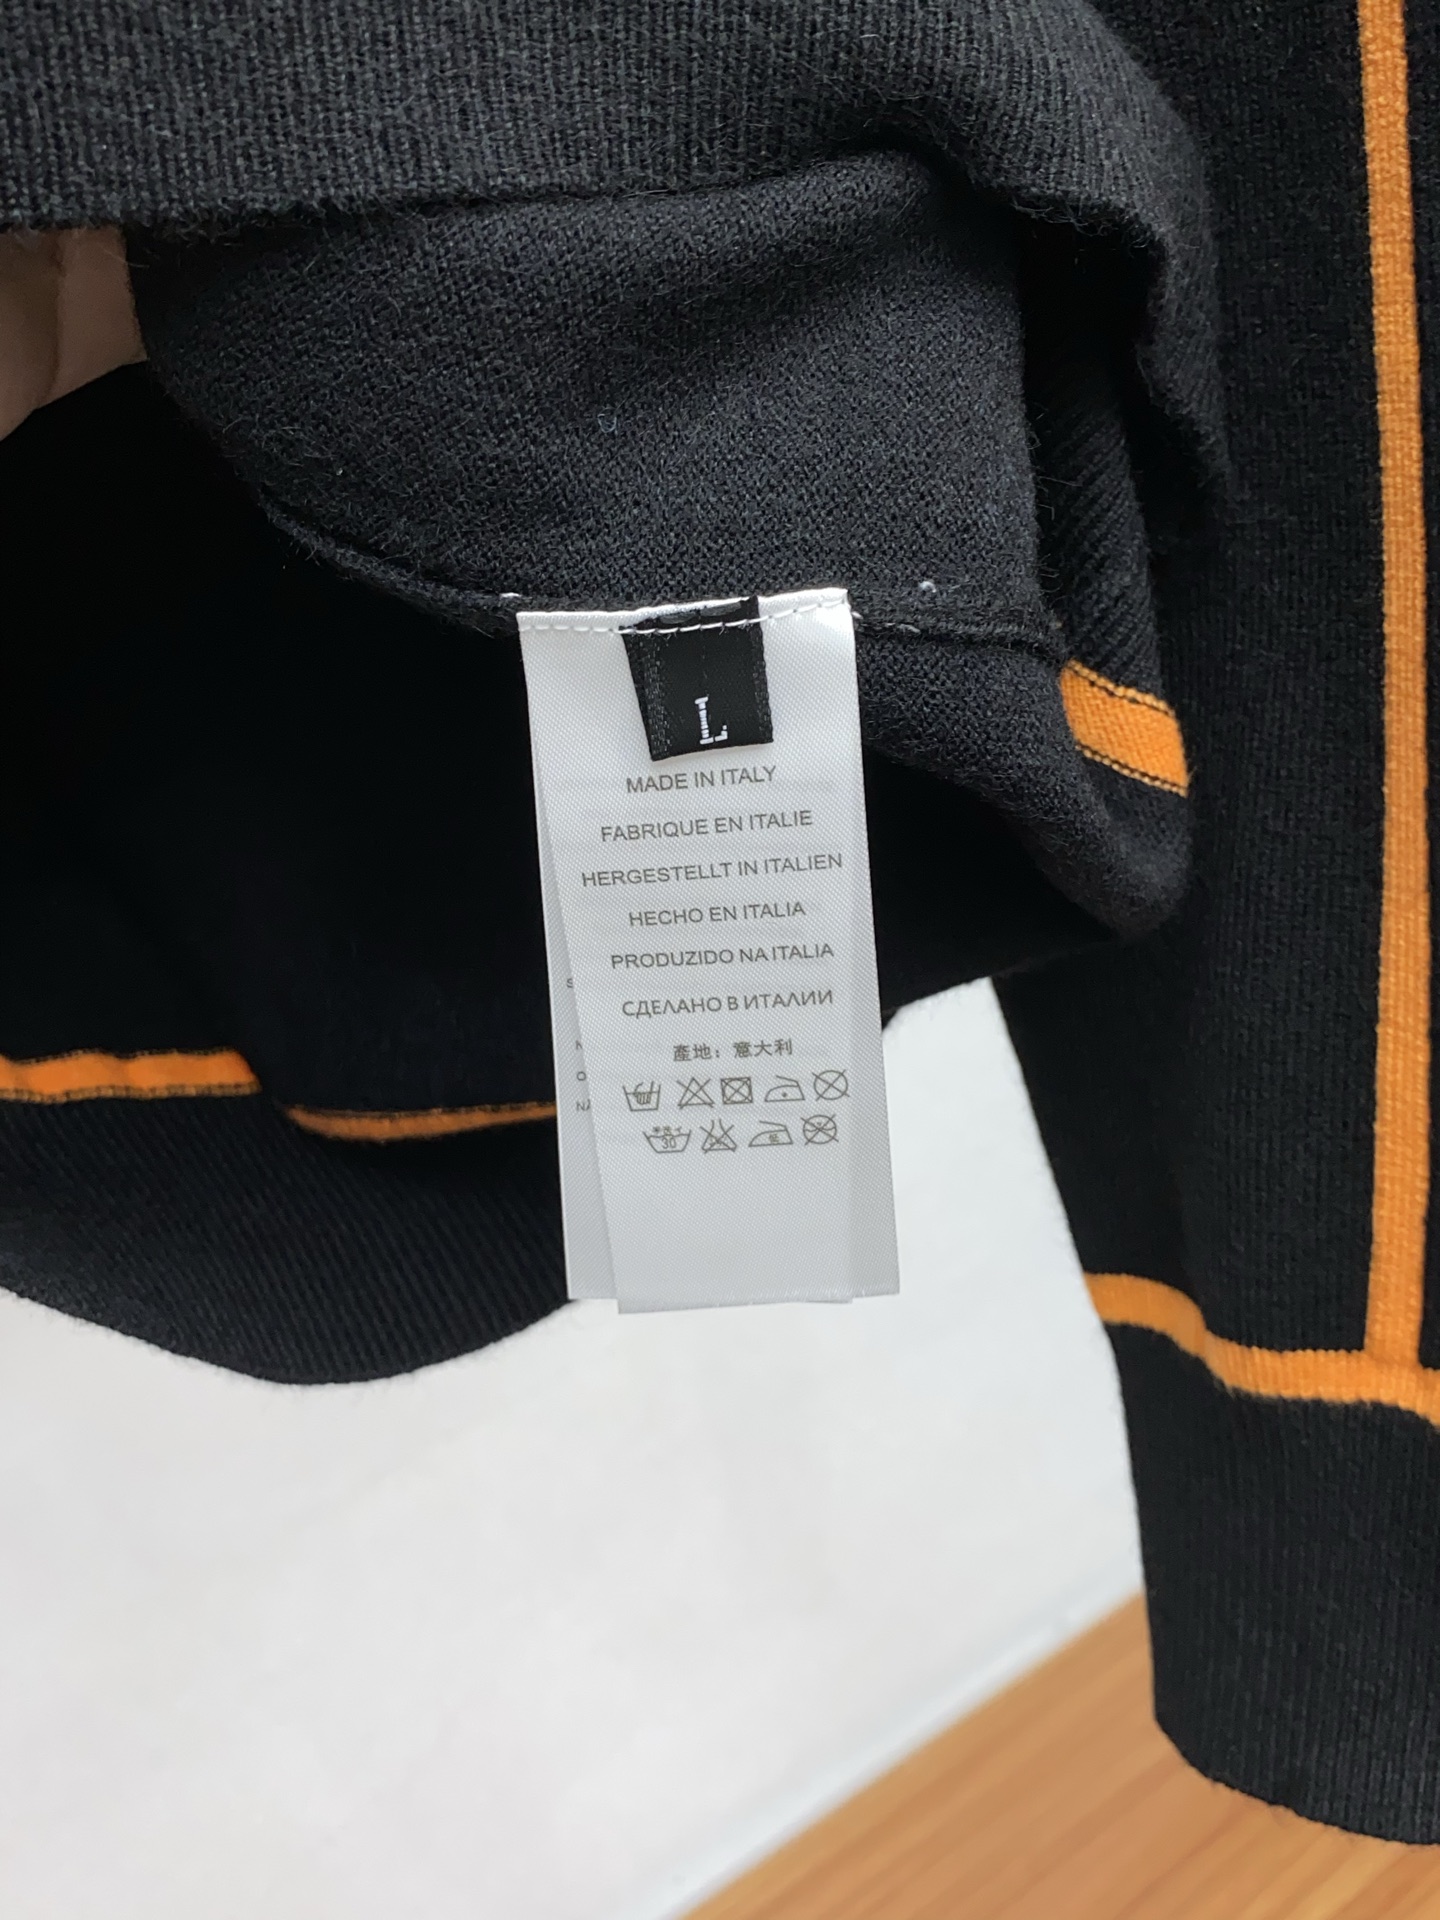 L
MADE IN ITALY
FABRIQUE EN ITALIE
HERGESTELLT IN ITALIEN
HECHO EN ITALIA
PRODUZIDO NA ITALIA
СДЕЛАНО В ИТАЛИИ
產地：意大利
30